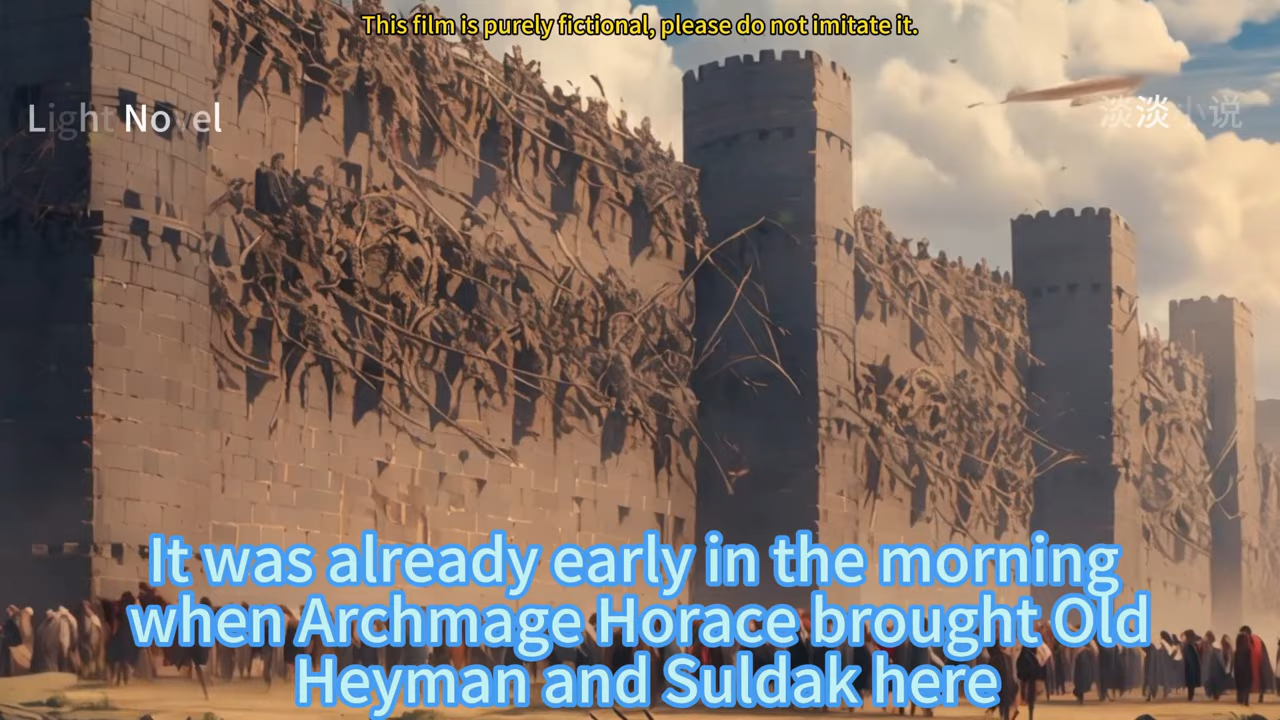 This film is purely fictional, please do not imitate it.
Light Novel
淡淡小说
It was already early in the morning
when Archmage Horace brought Old
Heyman and Suldak here